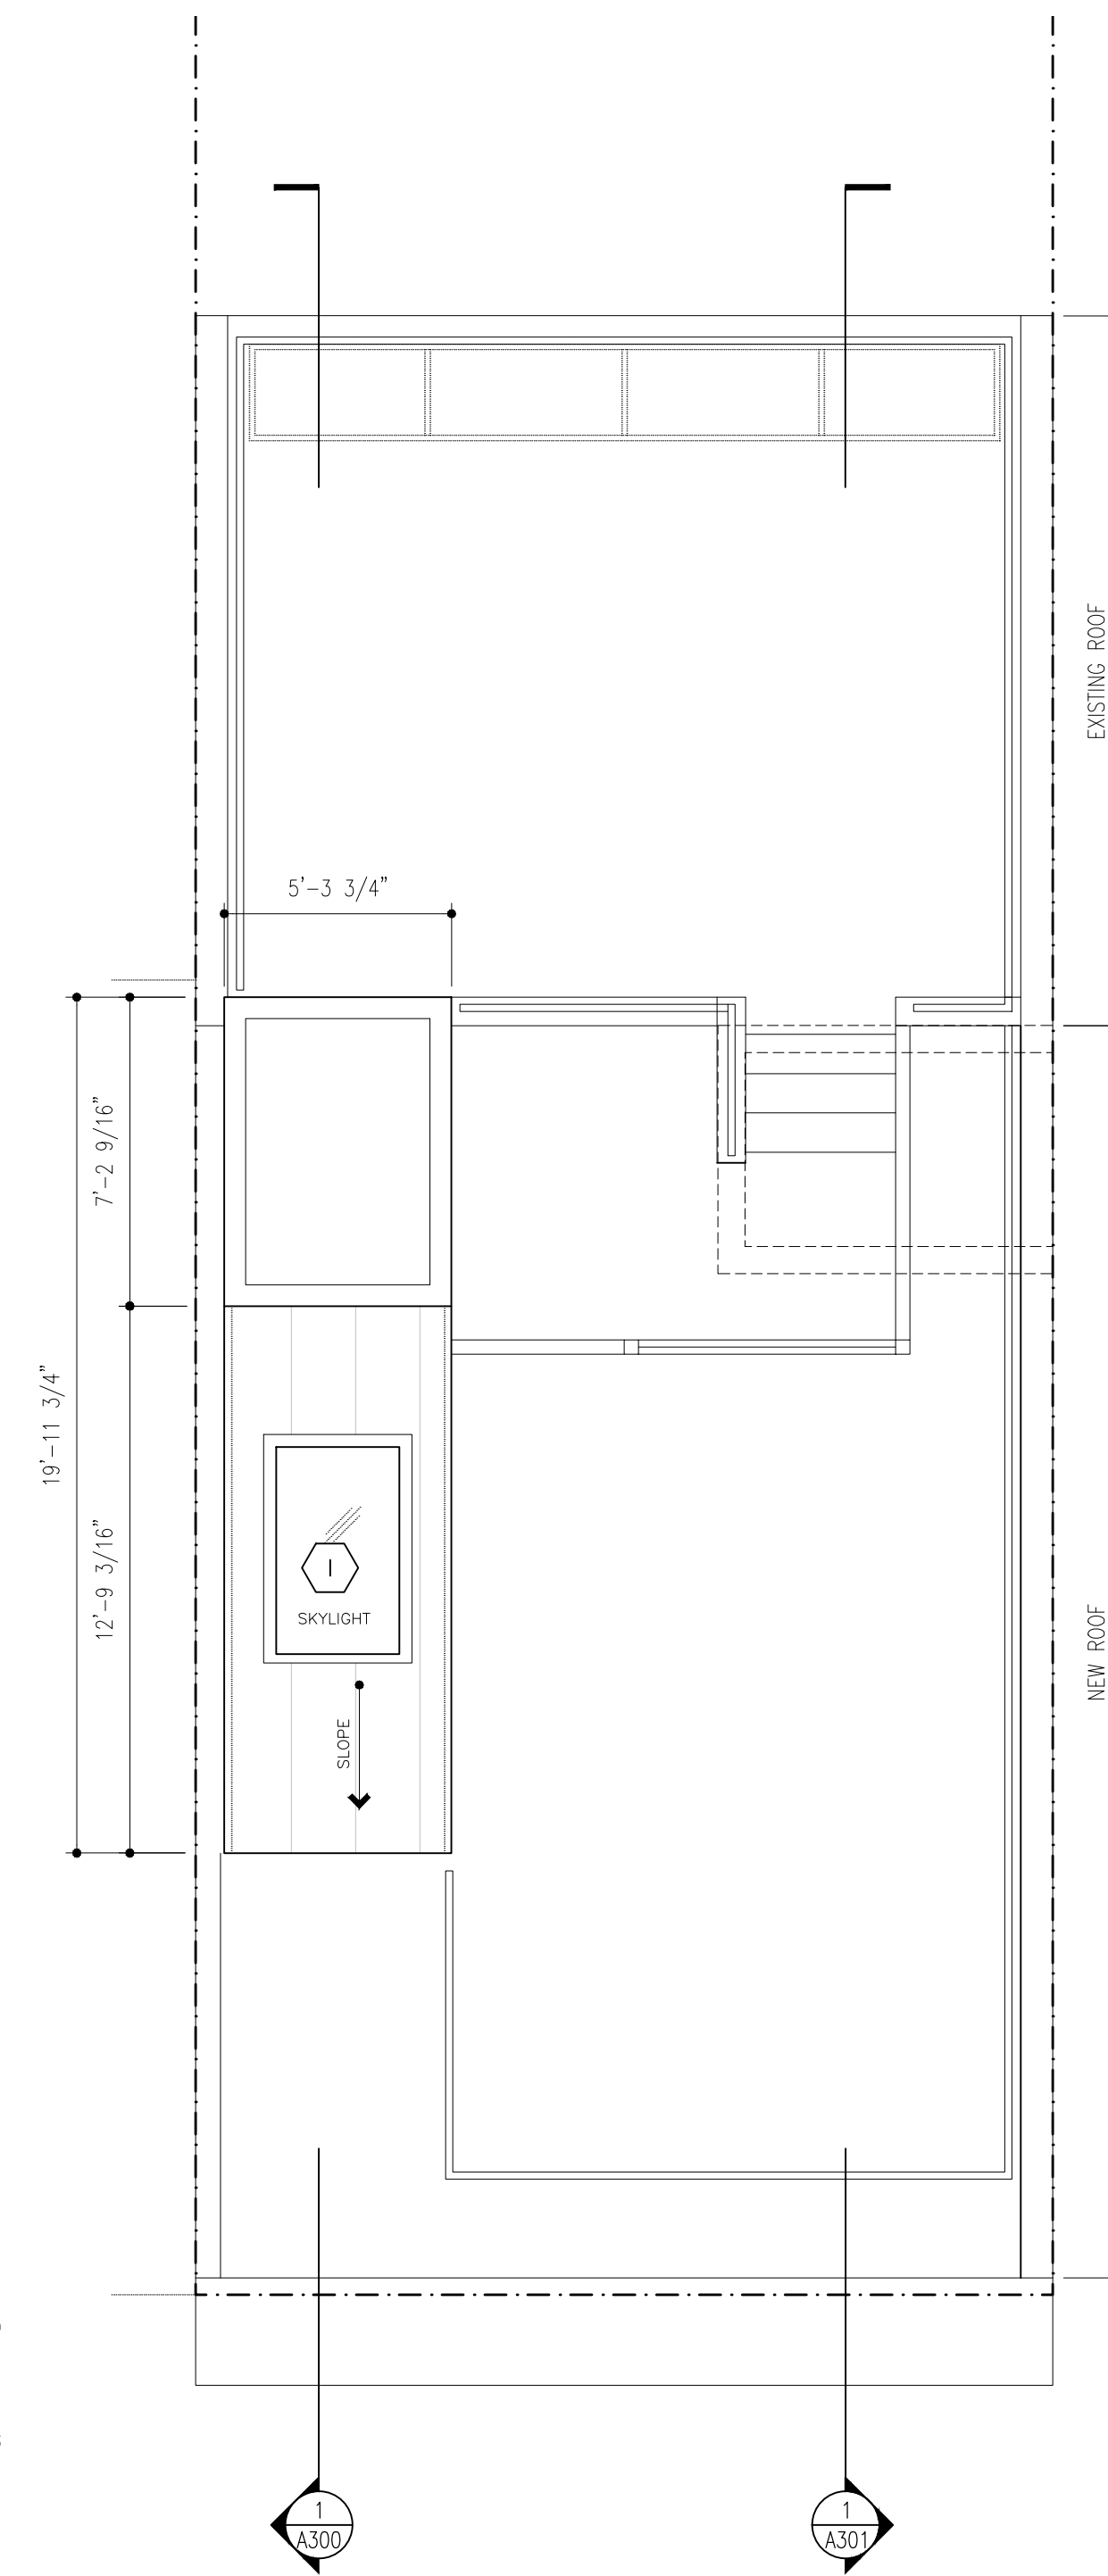 EXISTING ROOF
5'-3 3/4"
7'-2 9/16"
19'-11 3/4"
12'-9 3/16"
I
SKYLIGHT
SLOPE
NEW ROOF
1
A300
1
A301